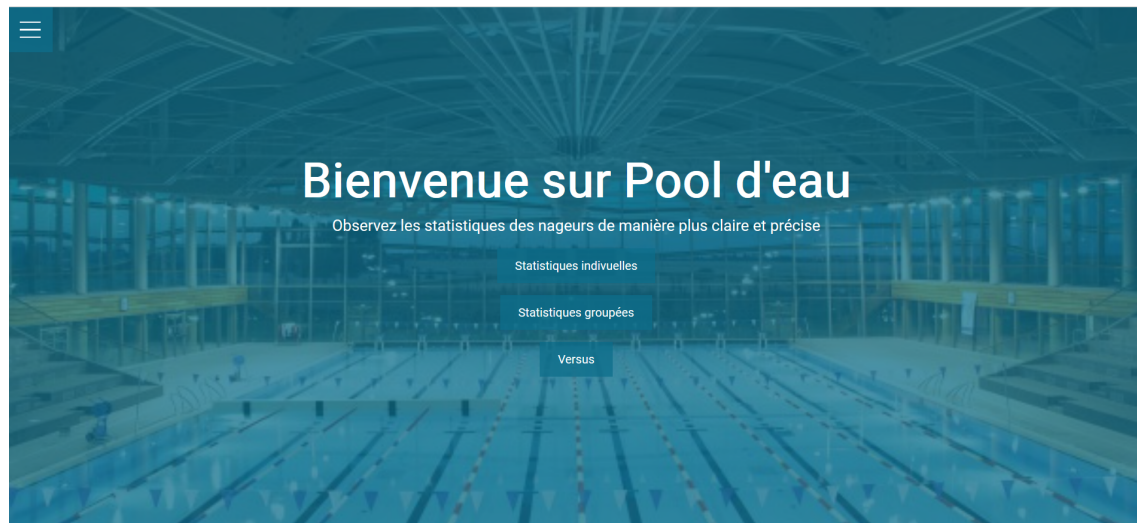 Bienvenue sur Pool d'eau
Observez les statistiques des nageurs de manière plus claire et précise
Statistiques indivuelles
Statistiques groupées
Versus